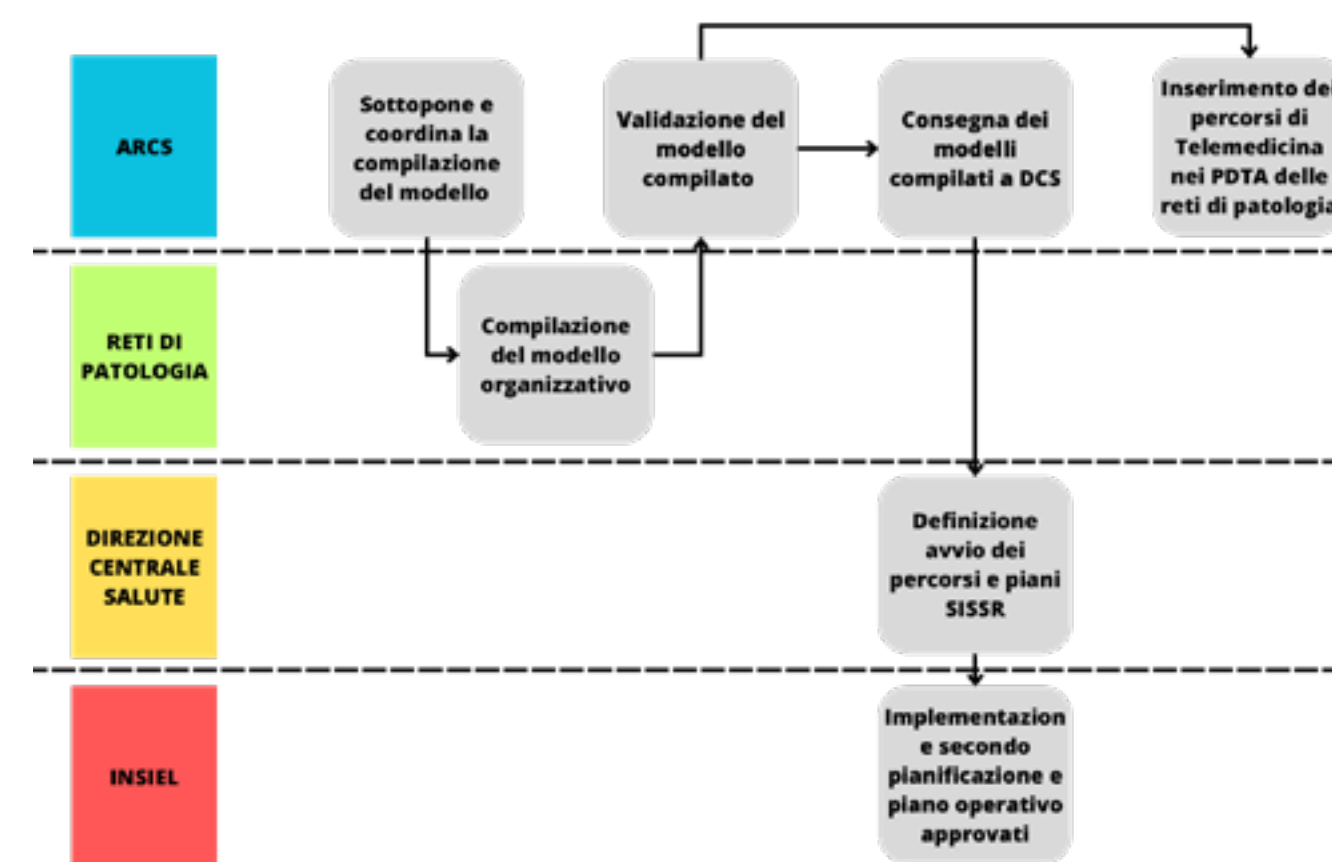 ARCS
Sottopone e
coordina la
compilazione
del modello
Validazione del
modello
compilato
Consegna dei
modelli
compilati a DCS
Inserimento dei
percorsi di
Telemedicina
nei PDTA delle
reti di patologia
RETI DI
PATOLOGIA
Compilazione
del modello
organizzativo
DIREZIONE
CENTRALE
SALUTE
Definizione
avvio dei
percorsi e piani
SISSR
INSIEL
Implementazion
e secondo
pianificazione e
piano operativo
approvati